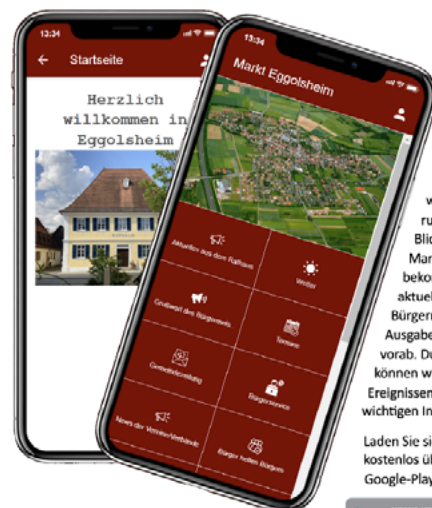 13:34
Startseite
Herzlich
willkommen in
Eggolsheim
13:34
Markt Eggolsheim
Aktuelles aus dem Rathaus
Wetter
Grußwort des Bürgermeisters
Termine
Gemeindezeitung
Bürgerservice
News der Vereine/Verbände
Bürger helfen Bürgern
Blic
Mar
beko
aktuel
Bürgern
Ausgabe
vorab. Du
können w
Ereignissen
wichtigen In
Laden Sie si
kostenlos üb
Google-Play